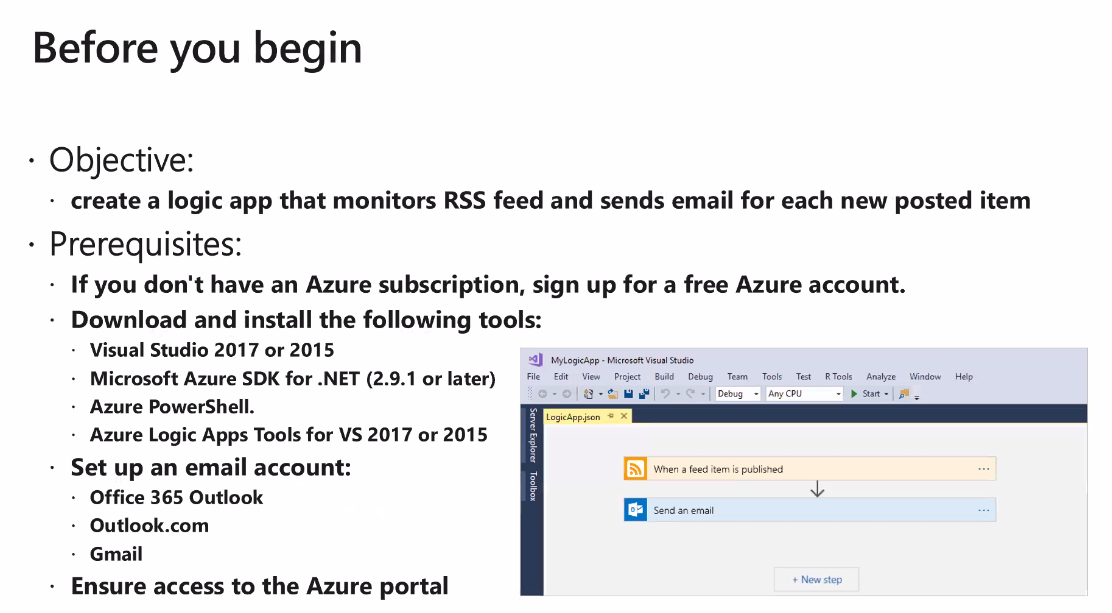 Before you begin
· Objective:
· create a logic app that monitors RSS feed and sends email for each new posted item
· Prerequisites:
· If you don't have an Azure subscription, sign up for a free Azure account.
· Download and install the following tools:
· Visual Studio 2017 or 2015
· Microsoft Azure SDK for .NET (2.9.1 or later)
· Azure PowerShell.
· Azure Logic Apps Tools for VS 2017 or 2015
· Set up an email account:
· Office 365 Outlook
· Outlook.com
· Gmail
· Ensure access to the Azure portal
MyLogicApp - Microsoft Visual Studio
File Edit View Project Build Debug Team Tools Test R Tools Analyze Window Help
Debug Any CPU Start
Server Explorer
Toolbox
LogicApp.json
When a feed item is published ...
Send an email ...
+ New step